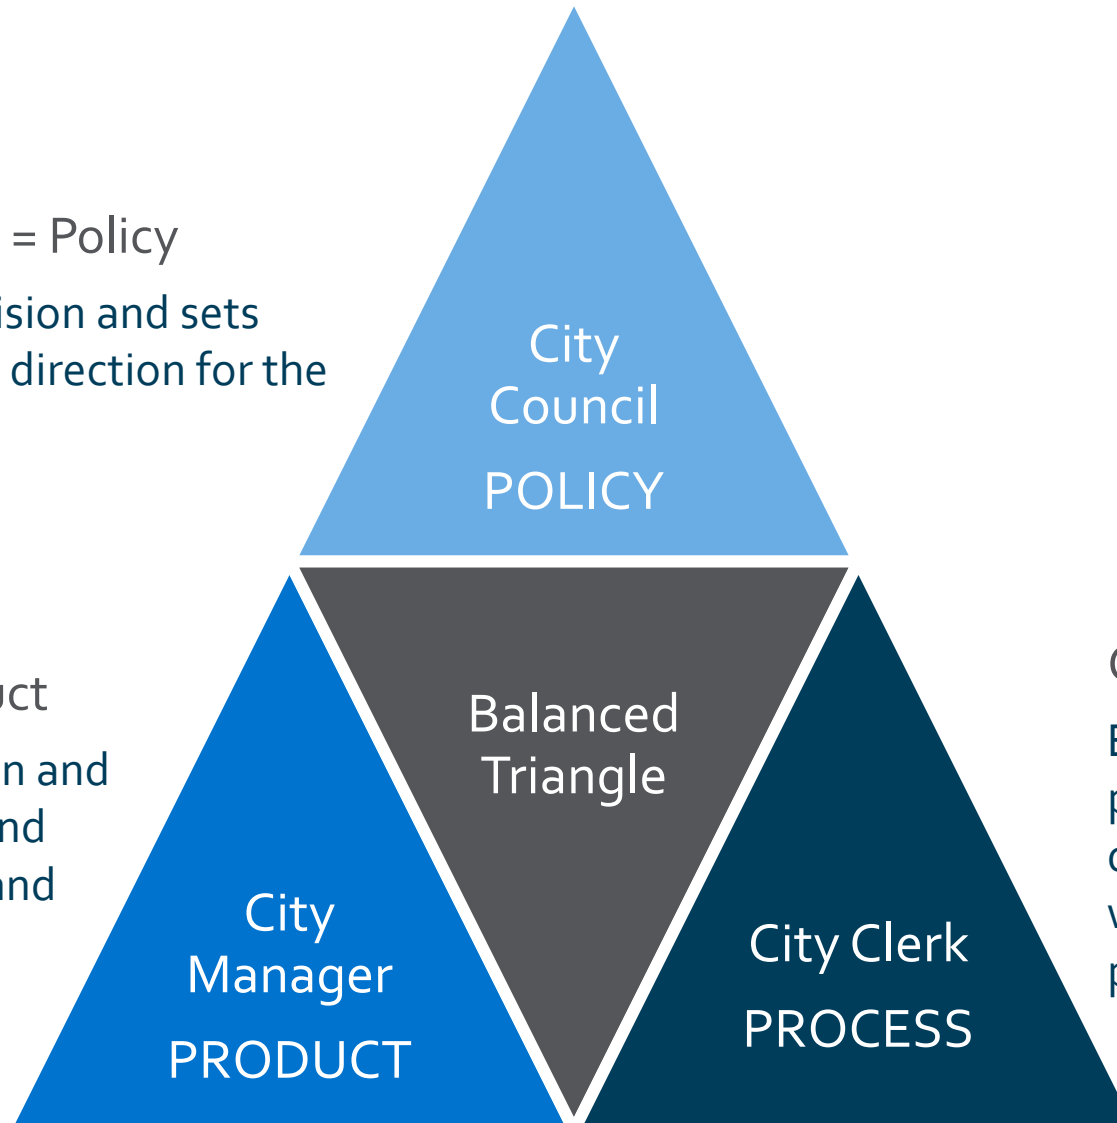 = Policy
ision and sets
direction for the
City
Council
POLICY
uct
n and
nd
and
Balanced
Triangle
City
Manager
PRODUCT
City Clerk
PROCESS